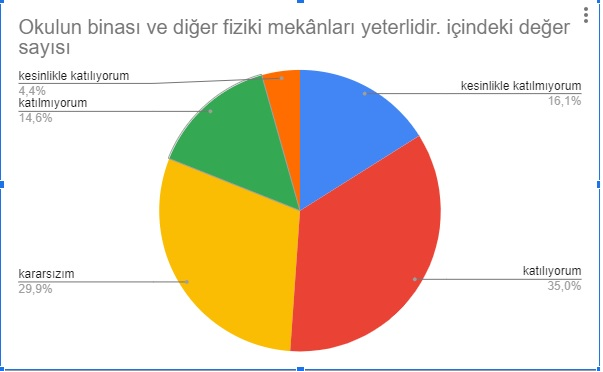 Okulun binası ve diğer fiziki mekânları yeterlidir. içindeki değer
sayısı
kesinlikle katılıyorum
4,4%
katılmıyorum
14,6%
kesinlikle katılmıyorum
16,1%
kararsızım
29,9%
katılıyorum
35,0%